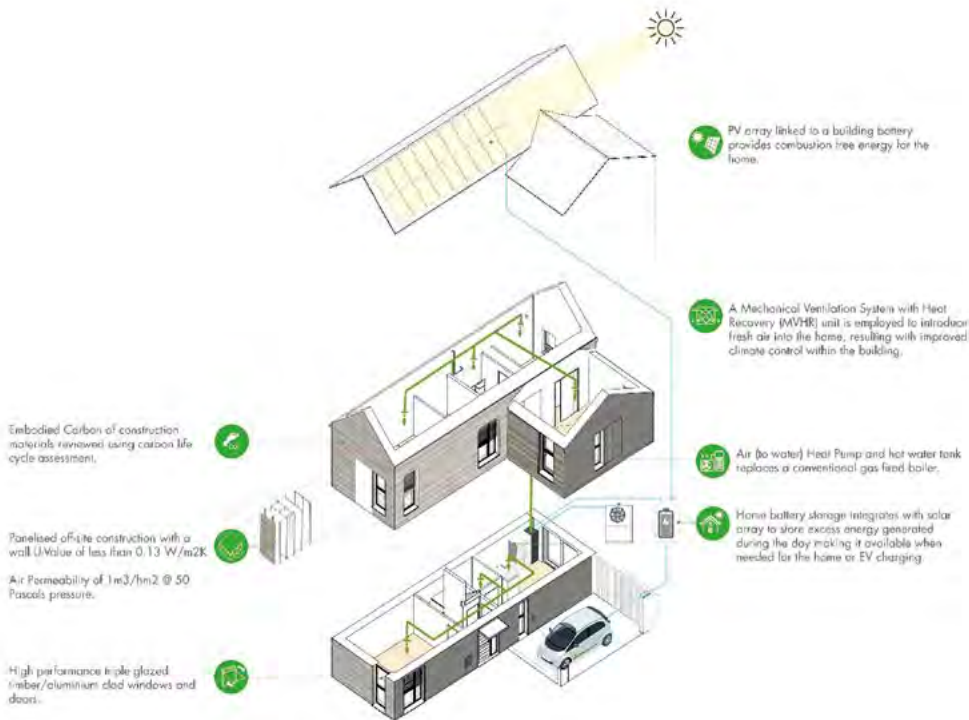 PV array linked to a building battery
provides combustion free energy for the
home.
A Mechanical Ventilation System with Heat
Recovery (MVHR) unit is employed to introduce
fresh air into the home, resulting with improved
climate control within the building.
Embodied Carbon of construction
materials reviewed using carbon life
cycle assessment.
Air (to water) Heat Pump and hot water tank
replaces a conventional gas fired boiler.
Home battery storage integrates with solar
array to store excess energy generated
during the day making it available when
needed for the home or EV charging.
Panelised off-site construction with a
wall U-Value of less than 0.13 W/m2K
Air Permeability of 1m3/hm2 @ 50
Pascals pressure.
High performance triple glazed
timber/aluminium clad windows and
doors.